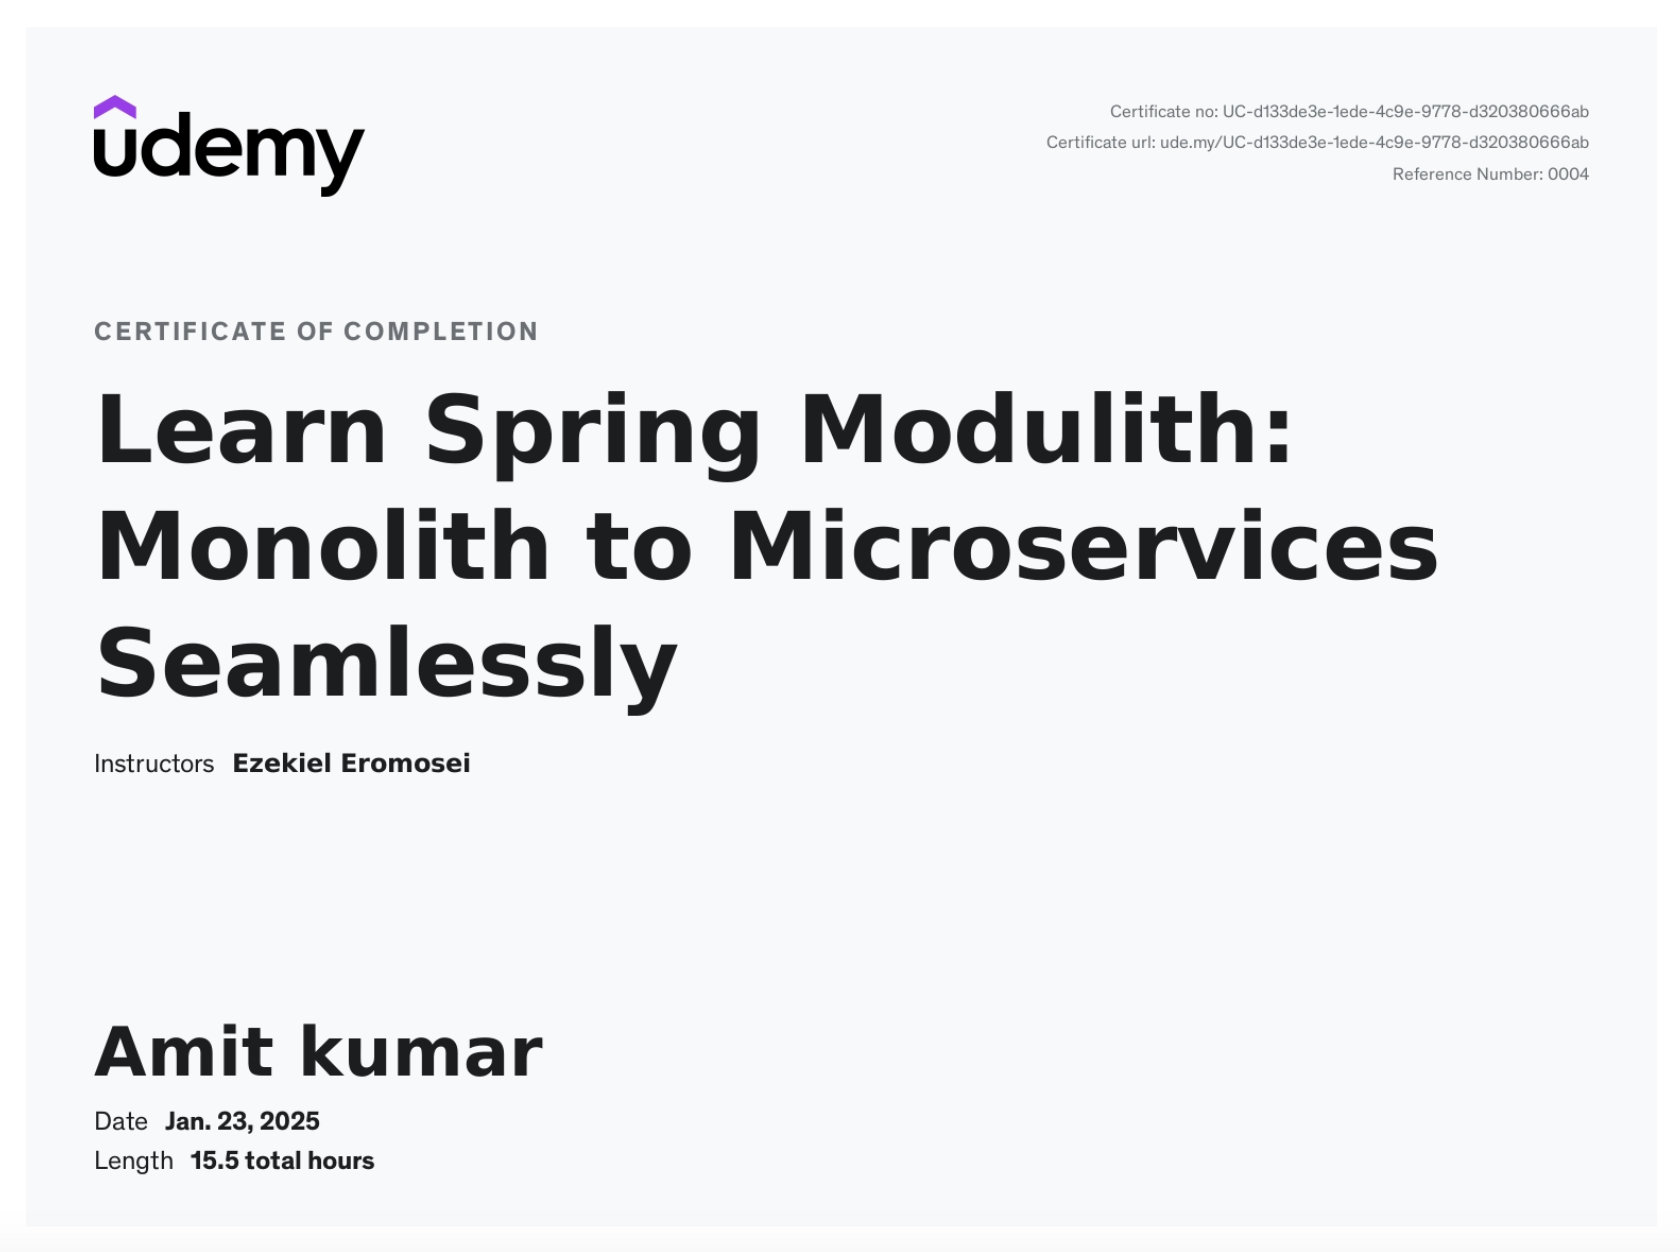 udemy
Certificate no: UC-d133de3e-1ede-4c9e-9778-d320380666ab
Certificate url: ude.my/UC-d133de3e-1ede-4c9e-9778-d320380666ab
Reference Number: 0004
CERTIFICATE OF COMPLETION
Learn Spring Modulith:
Monolith to Microservices
Seamlessly
Instructors Ezekiel Eromosei
Amit kumar
Date Jan. 23, 2025
Length 15.5 total hours